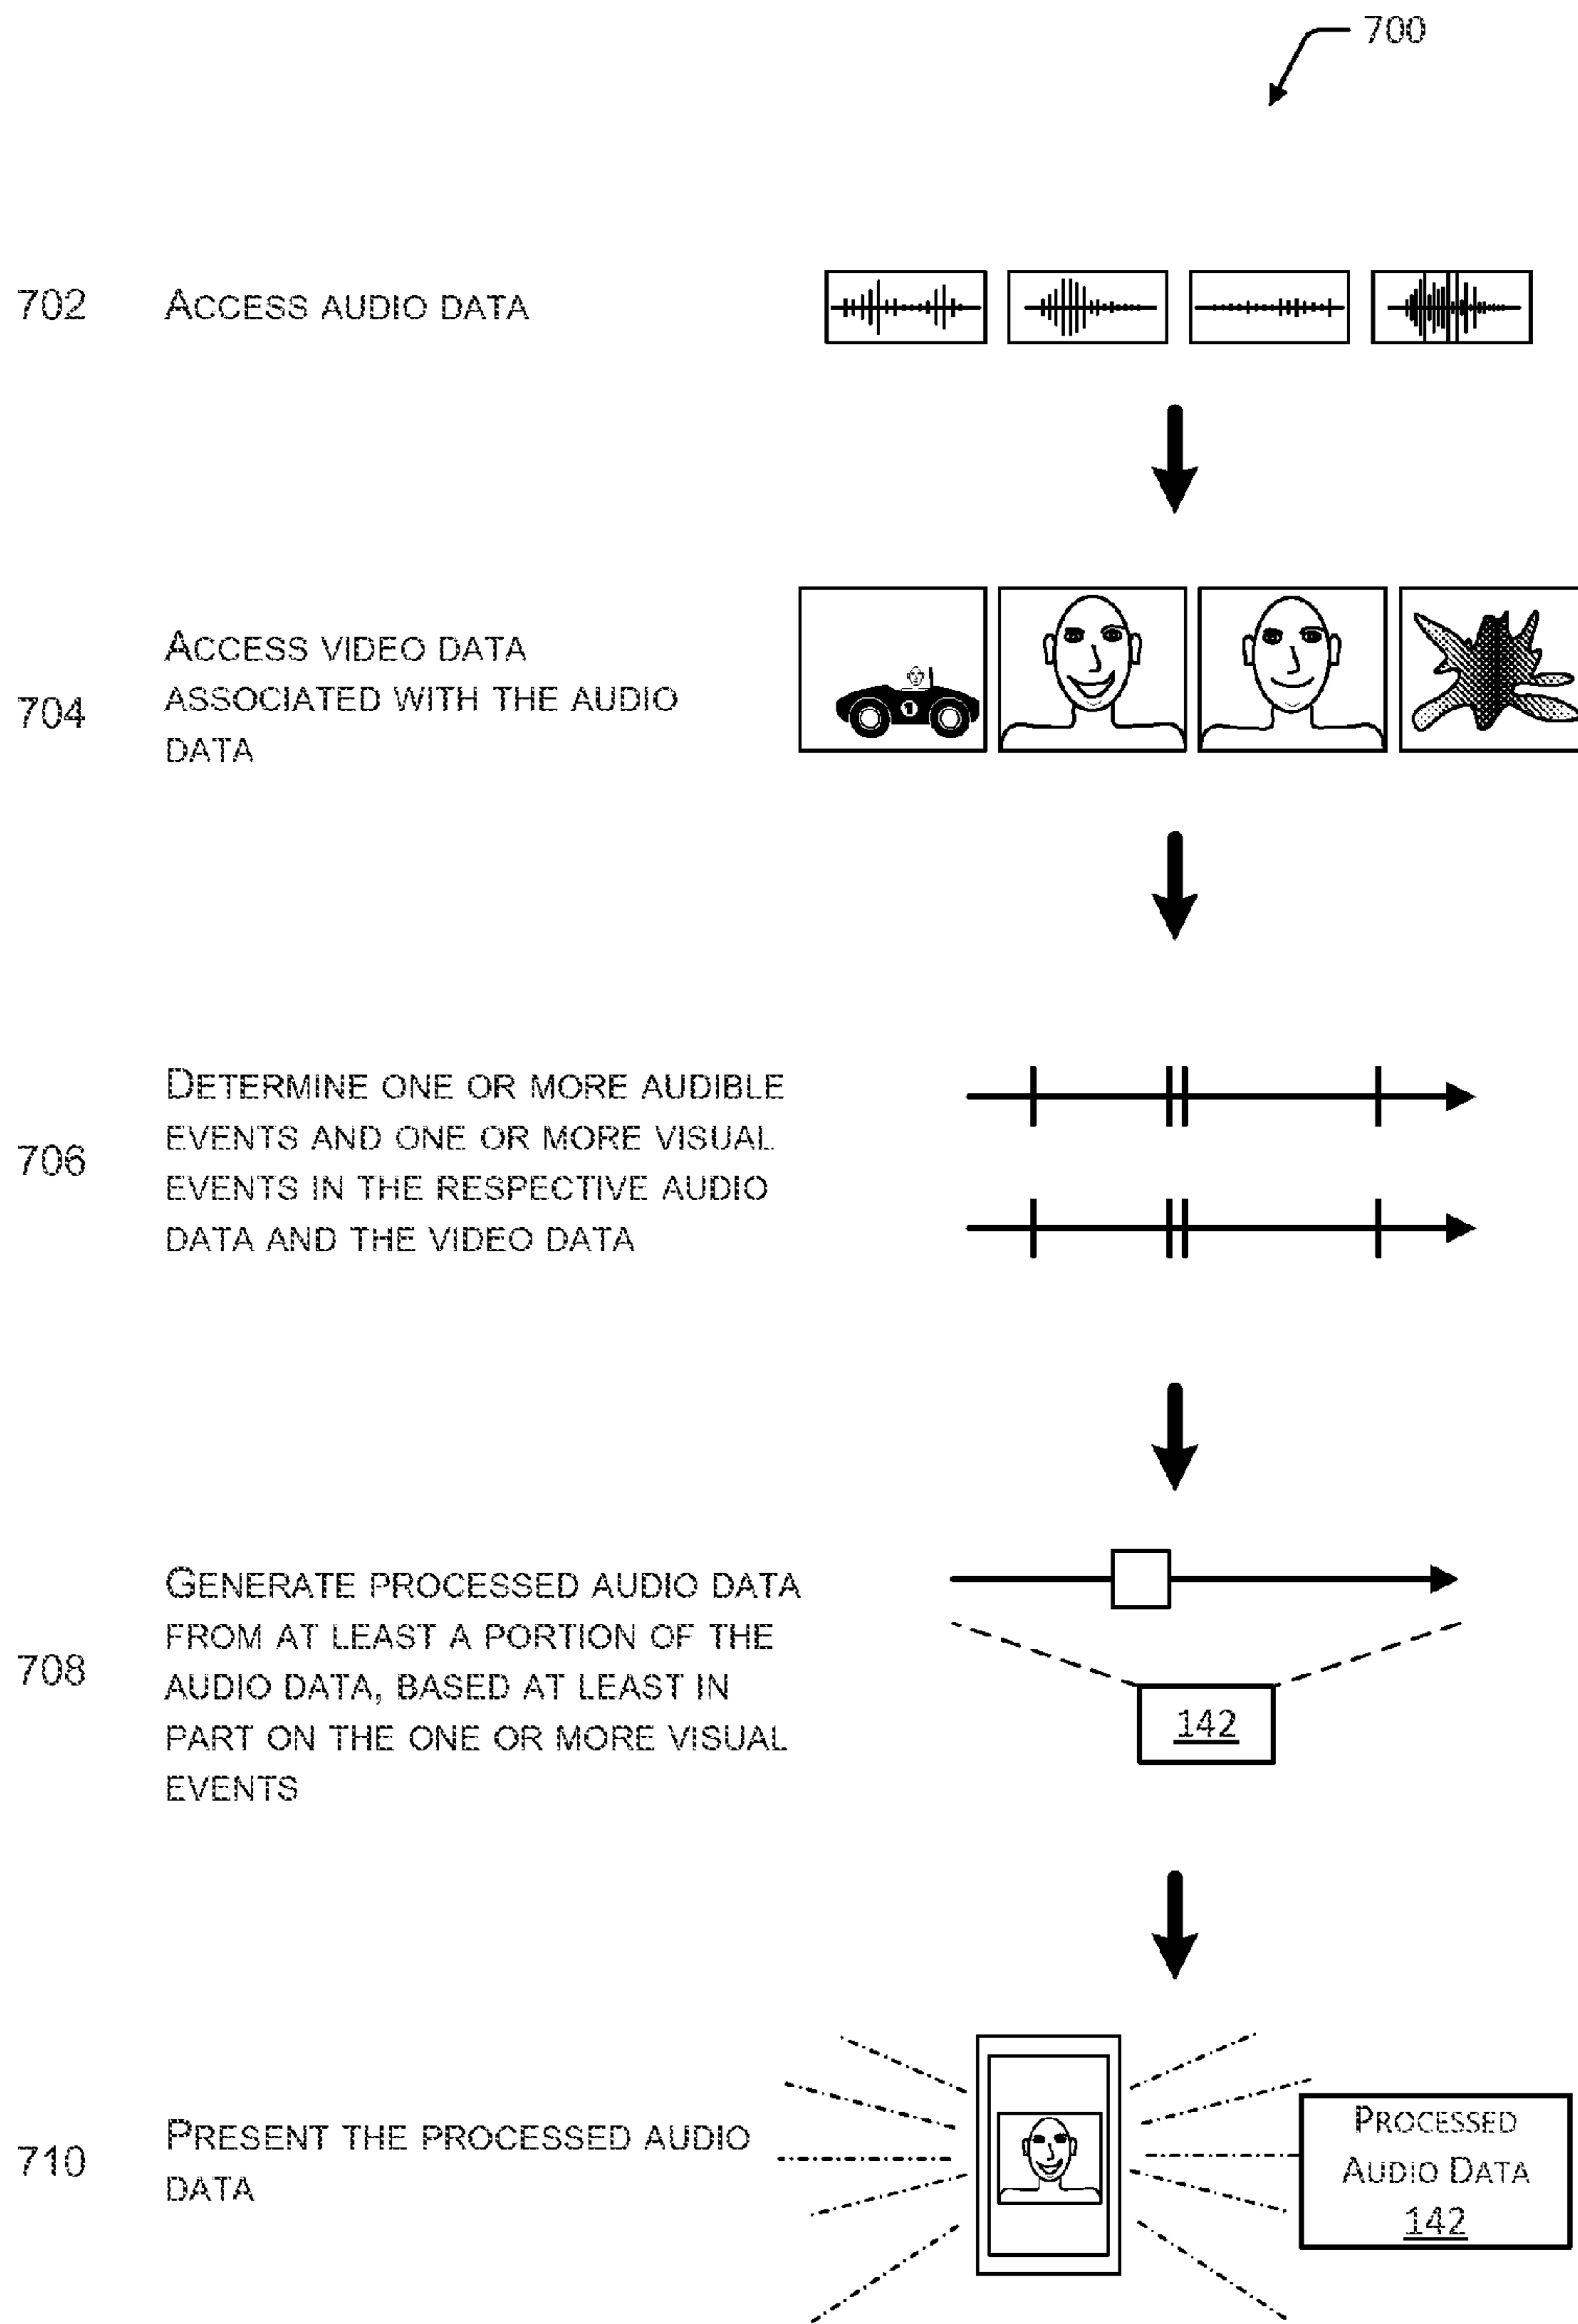 700
702 ACCESS AUDIO DATA
ACCESS VIDEO DATA
704 ASSOCIATED WITH THE AUDIO
DATA
1
DETERMINE ONE OR MORE AUDIBLE
EVENTS AND ONE OR MORE VISUAL
706
EVENTS IN THE RESPECTIVE AUDIO
DATA AND THE VIDEO DATA
GENERATE PROCESSED AUDIO DATA
FROM AT LEAST A PORTION OF THE
708
AUDIO DATA, BASED AT LEAST IN
PART ON THE ONE OR MORE VISUAL
EVENTS
142
710
PRESENT THE PROCESSED AUDIO
DATA
PROCESSED
AUDIO DATA
142